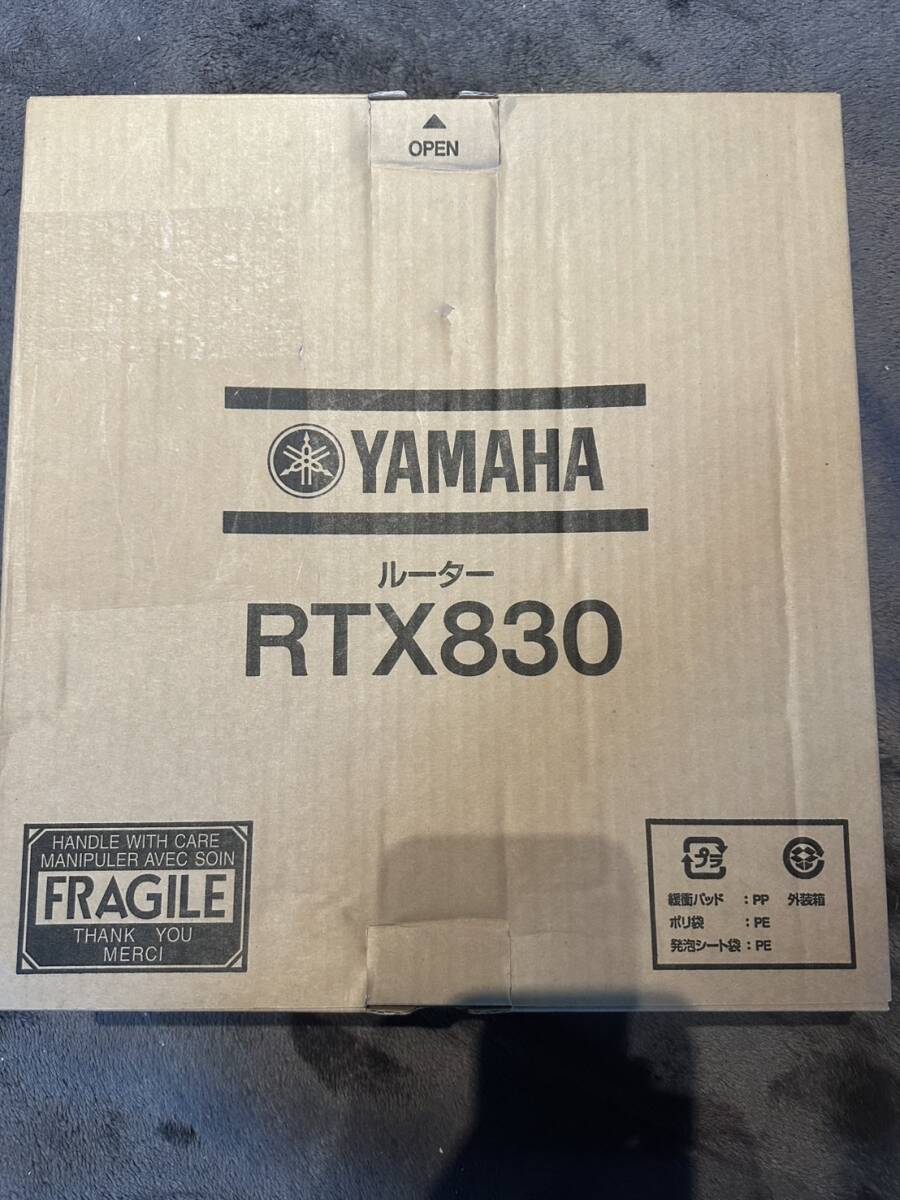 OPEN
YAMAHA
ルーター
RTX830
HANDLE WITH CARE
MANIPULER AVEC SOIN
FRAGILE
THANK YOU
MERCI
プラ
緩衝パッド : PP 外装箱
ポリ袋 : PE
発泡シート袋 : PE